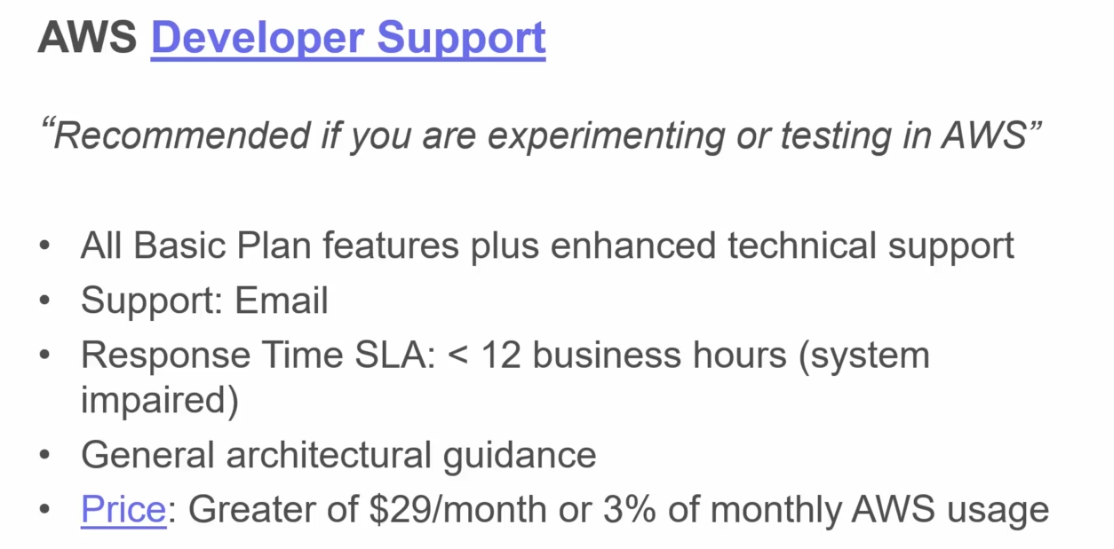 AWS Developer Support
“Recommended if you are experimenting or testing in AWS”
• All Basic Plan features plus enhanced technical support
• Support: Email
• Response Time SLA: < 12 business hours (system
impaired)
• General architectural guidance
• Price: Greater of $29/month or 3% of monthly AWS usage